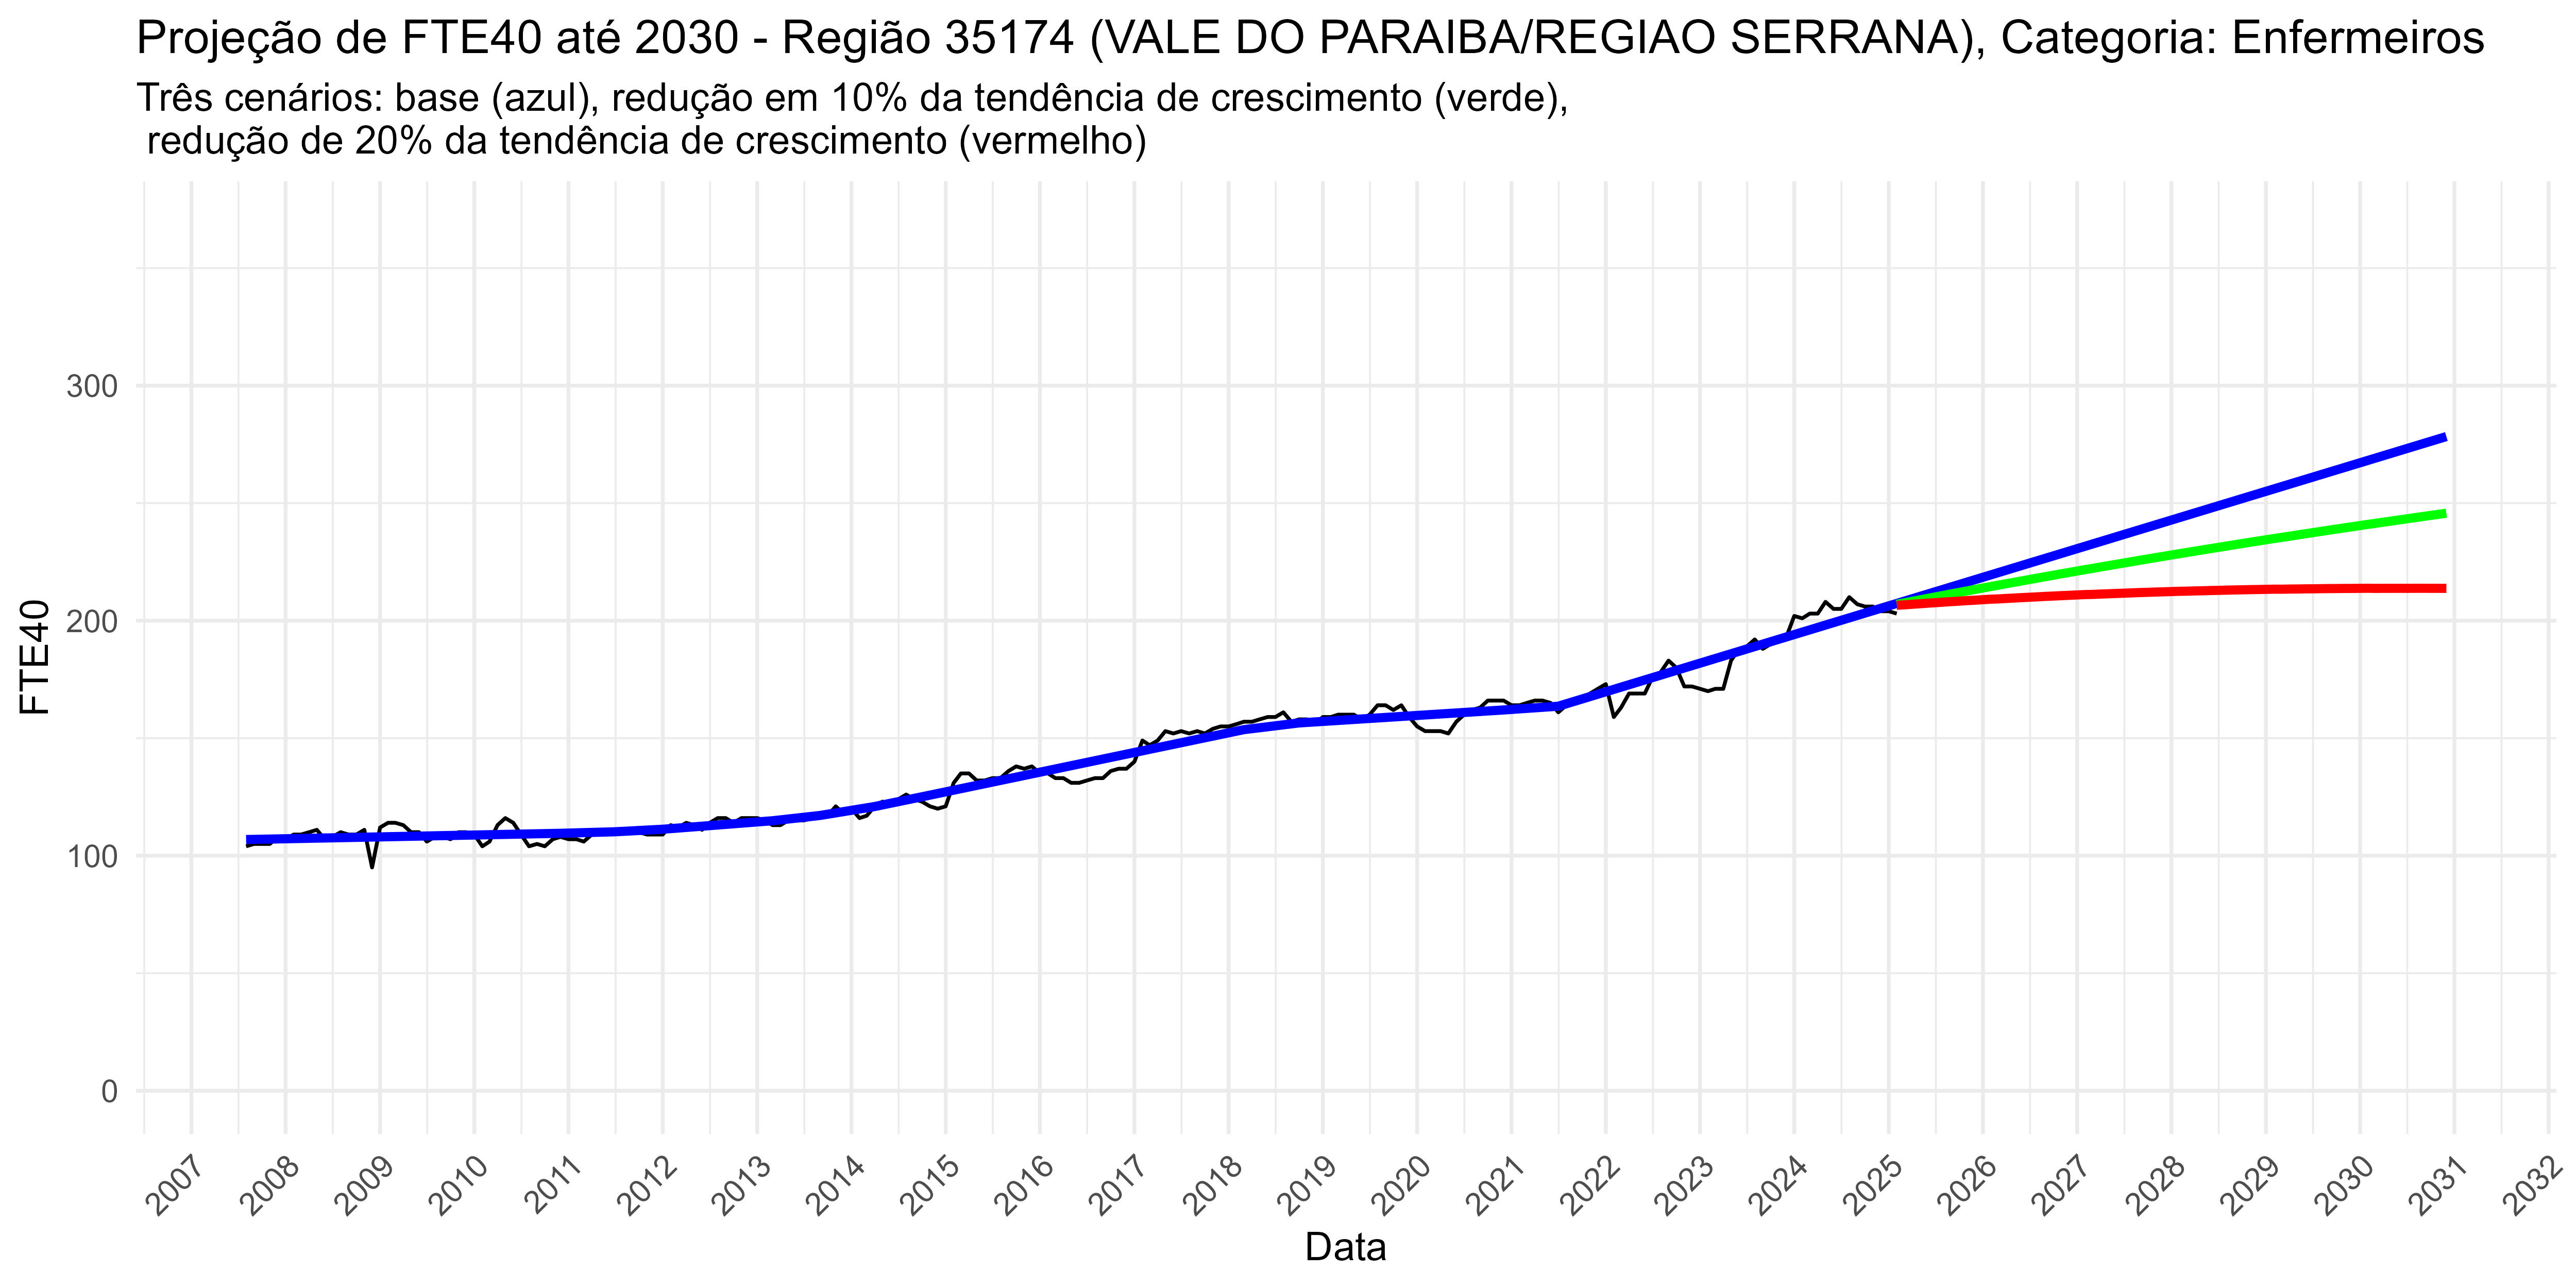 Projeção de FTE40 até 2030 - Região 35174 (VALE DO PARAIBA/REGIAO SERRANA), Categoria: Enfermeiros
Três cenários: base (azul), redução em 10% da tendência de crescimento (verde),
redução de 20% da tendência de crescimento (vermelho)
FTE40
300
200
100
0
2007 2008 2009 2010 2011 2012 2013 2014 2015 2016 2017 2018 2019 2020 2021 2022 2023 2024 2025 2026 2027 2028 2029 2030 2031 2032
Data